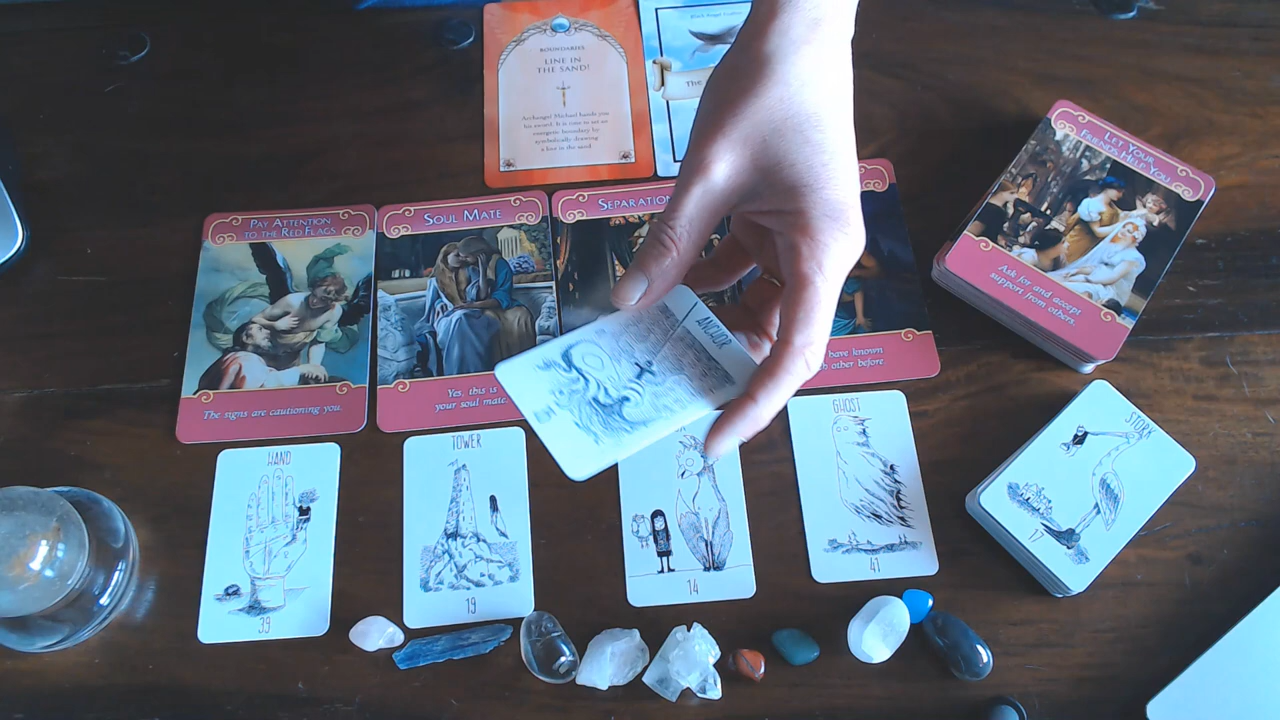 BOUNDARIES
LINE IN
THE SAND!
Archangel Michael hands you
his sword. It is time to set an
energetic boundary by
symbolically drawing
a line in the sand.
The
PAY ATTENTION
TO THE RED FLAGS
The signs are cautioning you.
SOUL MATE
Yes, this is
your soul mate.
SEPARATION
have known
other before
LET YOUR
FRIENDS HELP YOU
Ask for and accept
support from others.
HAND
39
TOWER
19
ANCHOR
14
GHOST
41
STORK
17